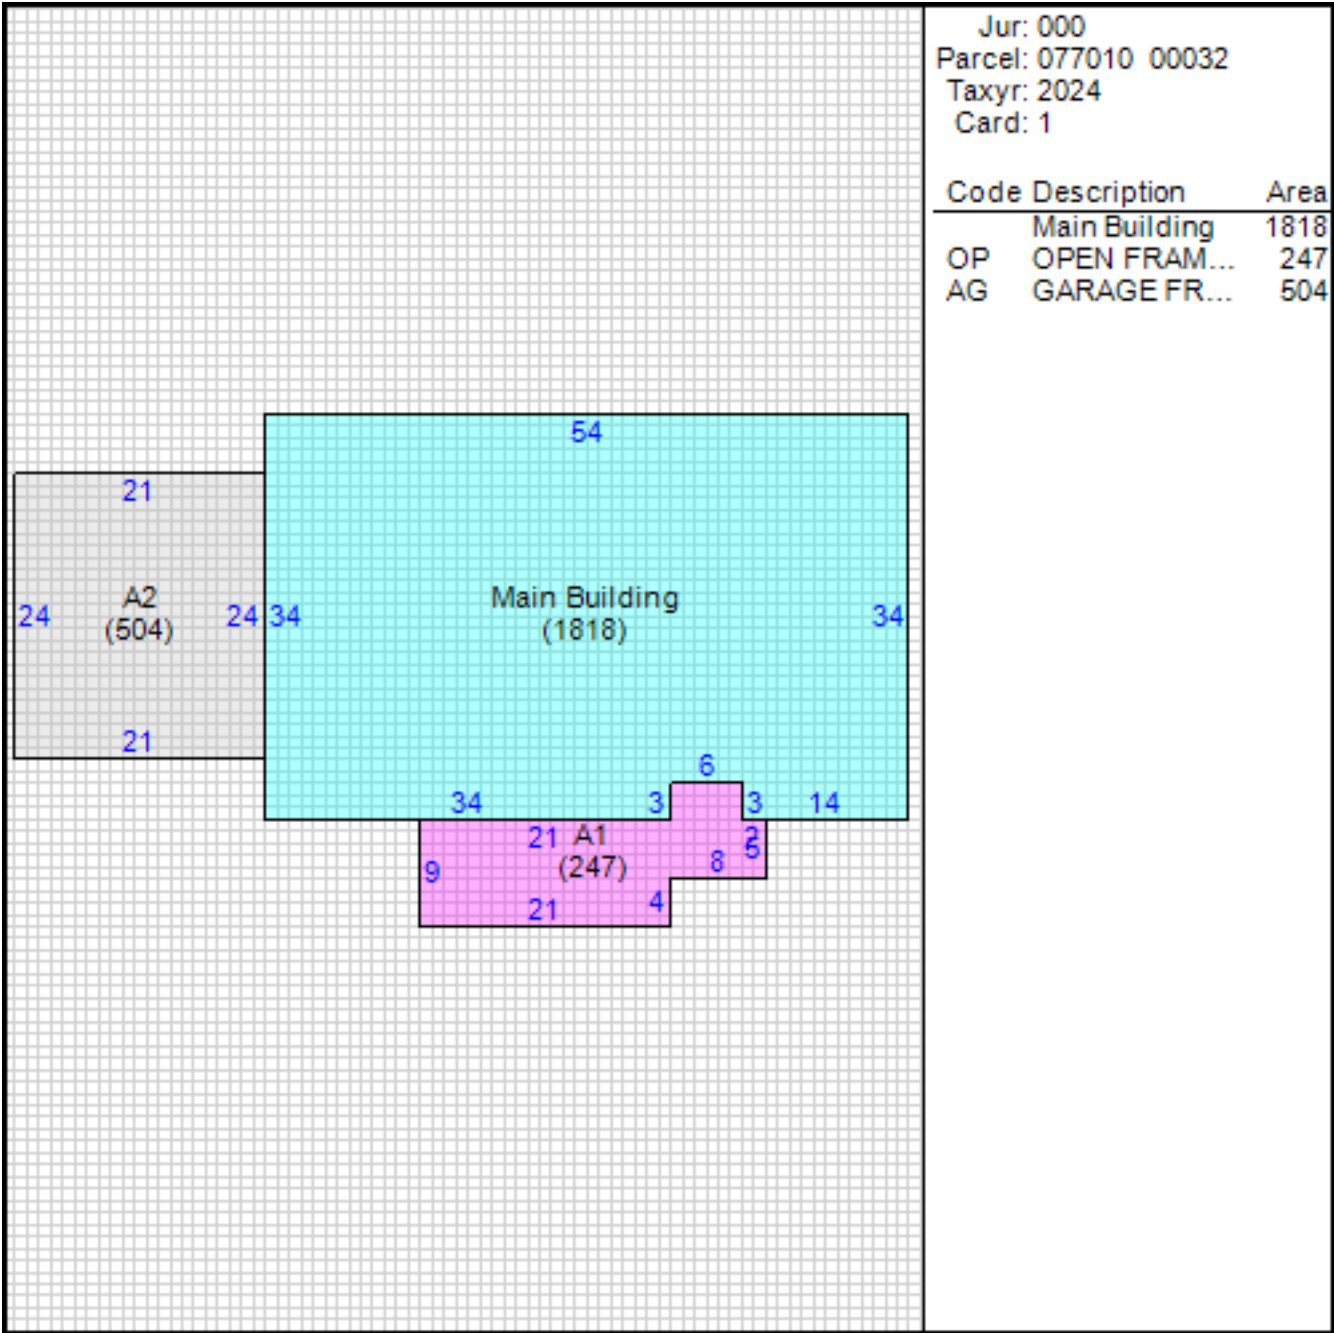 Jur: 000
Parcel: 077010 00032
Taxyr: 2024
Card: 1
Code Description Area
Main Building 1818
OP OPEN FRAM... 247
AG GARAGE FR... 504
54
21
A2
(504)
24
24
34
Main Building
(1818)
34
21
6
34
3
3
14
21
A1
(247)
2
5
9
8
4
21